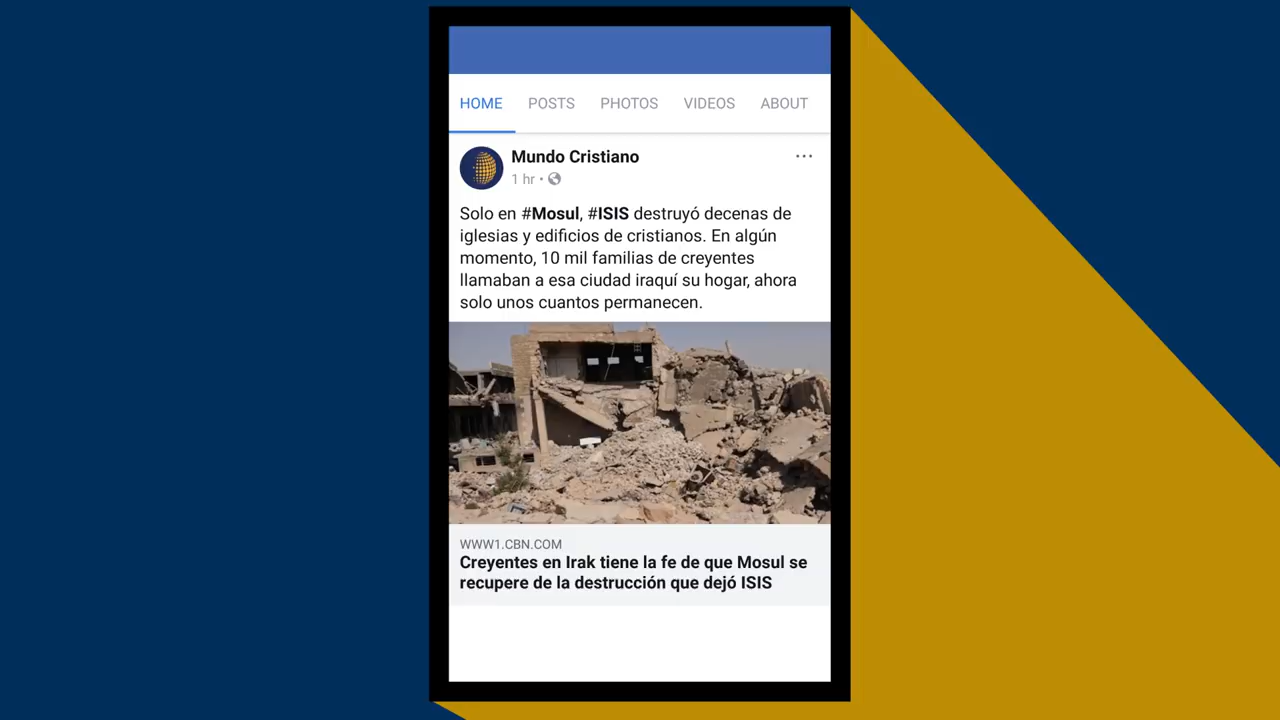 HOME POSTS PHOTOS VIDEOS ABOUT
Mundo Cristiano
1 hr
Solo en #Mosul, #ISIS destruyó decenas de
iglesias y edificios de cristianos. En algún
momento, 10 mil familias de creyentes
llamaban a esa ciudad iraquí su hogar, ahora
solo unos cuantos permanecen.
WWW1.CBN.COM
Creyentes en Irak tiene la fe de que Mosul se
recupere de la destrucción que dejó ISIS